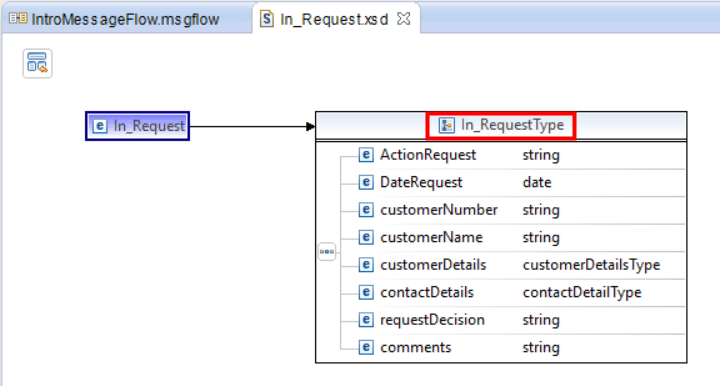 IntroMessageFlow.msgflow In_Request.xsd
In_Request In_RequestType
ActionRequest string
DateRequest date
customerNumber string
customerName string
customerDetails customerDetailsType
contactDetails contactDetailType
requestDecision string
comments string